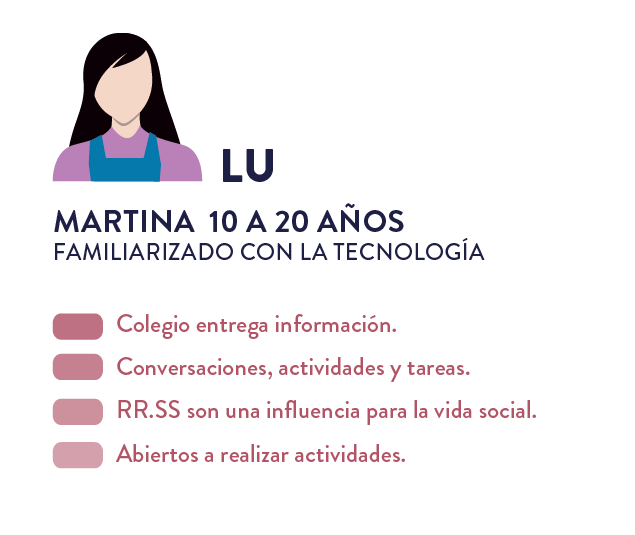 LU
MARTINA 10 A 20 AÑOS
FAMILIARIZADO CON LA TECNOLOGÍA
Colegio entrega información.
Conversaciones, actividades y tareas.
RR.SS son una influencia para la vida social.
Abiertos a realizar actividades.